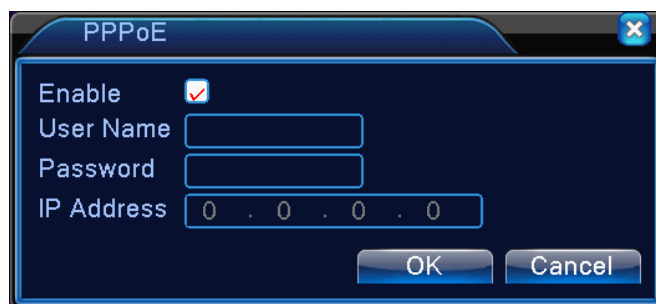 PPPoE
Enable
User Name
Password
IP Address 0 . 0 . 0 . 0
OK Cancel